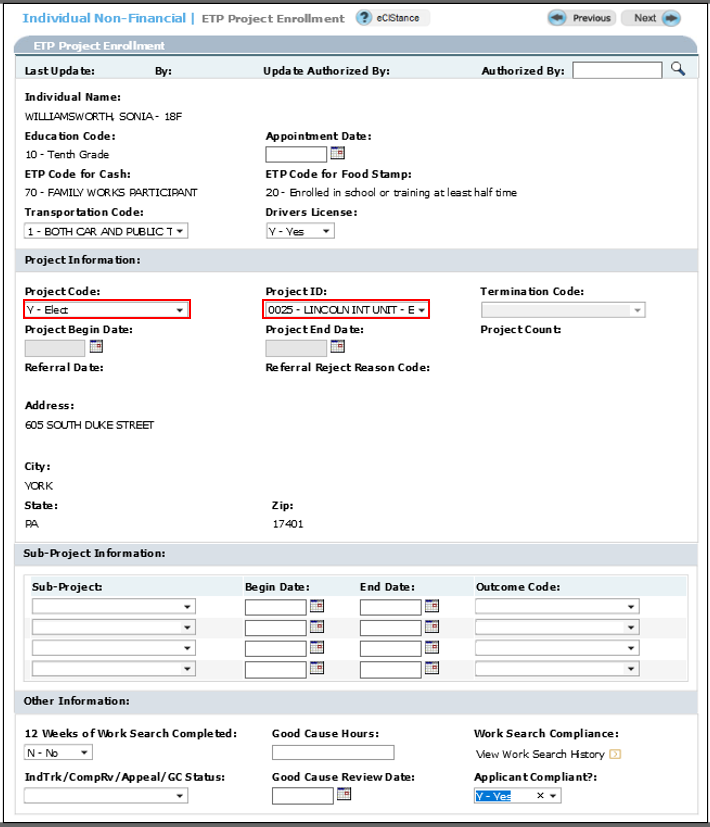 Individual Non-Financial | ETP Project Enrollment ? eCIStance Previous Next
ETP Project Enrollment
Last Update: By: Update Authorized By: Authorized By:
Individual Name:
WILLIAMSWORTH, SONIA - 18F
Education Code: Appointment Date:
10 - Tenth Grade
ETP Code for Cash: ETP Code for Food Stamp:
70 - FAMILY WORKS PARTICIPANT 20 - Enrolled in school or training at least half time
Transportation Code: Drivers License:
1 - BOTH CAR AND PUBLIC T Y - Yes
Project Information:
Project Code: Project ID: Termination Code:
Y - Elect 0025 - LINCOLN INT UNIT - E
Project Begin Date: Project End Date: Project Count:
Referral Date: Referral Reject Reason Code:
Address:
605 SOUTH DUKE STREET
City:
YORK
State: Zip:
PA 17401
Sub-Project Information:
Sub-Project: Begin Date: End Date: Outcome Code:
Other Information:
12 Weeks of Work Search Completed: Good Cause Hours: Work Search Compliance:
N - No View Work Search History
IndTrk/CompRv/Appeal/GC Status: Good Cause Review Date: Applicant Compliant?:
Y - Yes ×